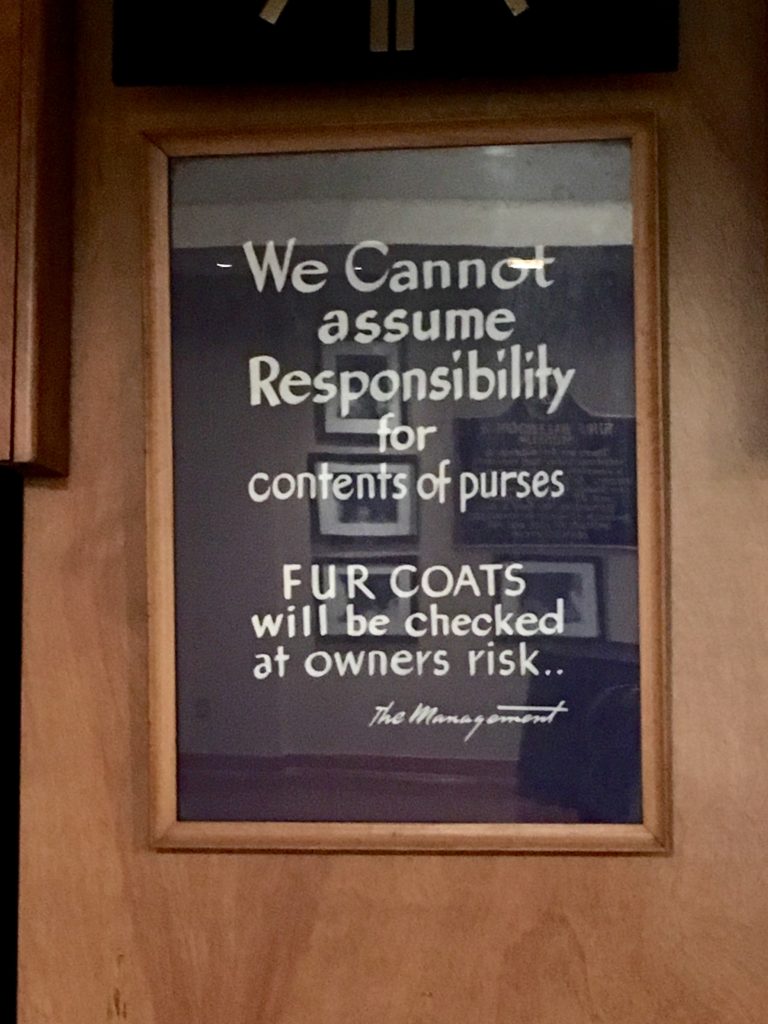 We Cannot
assume
Responsibility
for
contents of purses
FUR COATS
will be checked
at owners risk..
The Management